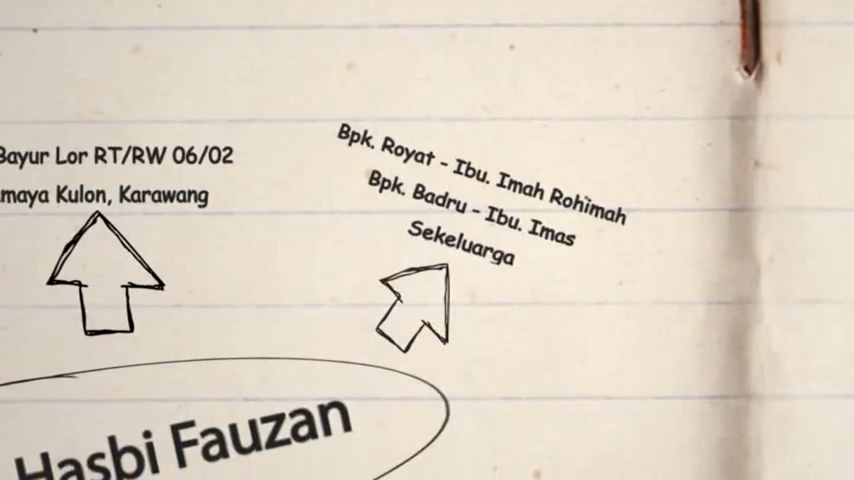 Bayur Lor RT/RW 06/02
maya Kulon, Karawang
Bpk. Royat - Ibu. Imah Rohimah
Bpk. Badru - Ibu. Imas
Sekeluarga
Hasbi Fauzan